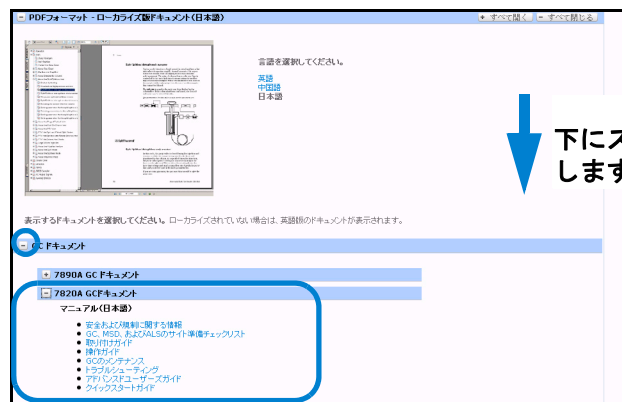 PDFフォーマット - ローカライズ版ドキュメント(日本語)
+ すべて開く - すべて閉じる
言語を選択してください。
英語
中国語
日本語
下にス
します
表示するドキュメントを選択してください。ローカライズされていない場合は、英語版のドキュメントが表示されます。
GC ドキュメント
7890A GC ドキュメント
7820A GCドキュメント
マニュアル(日本語)
安全および規制に関する情報
GC、MSD、およびALSのサイト準備チェックリスト
取り付けガイド
操作ガイド
GCのメンテナンス
トラブルシューティング
アドバンスドユーザーズガイド
クイックスタートガイド